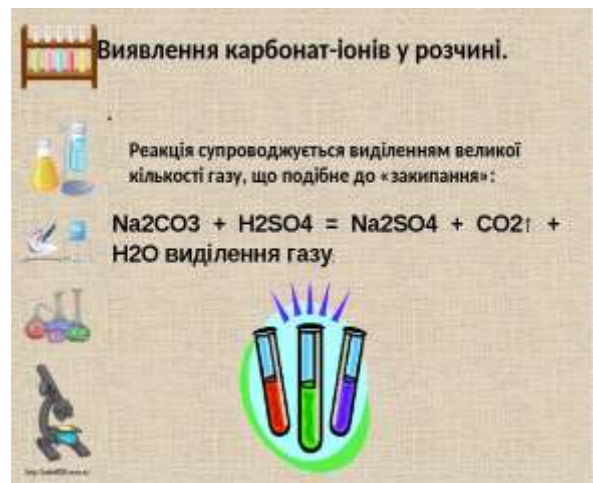 Виявлення карбонат-іонів у розчині.
.
Реакція супроводжується виділенням великої
кількості газу, що подібне до «закипання»:
Na2CO3 + H2SO4 = Na2SO4 + CO2↑ +
H2O виділення газу